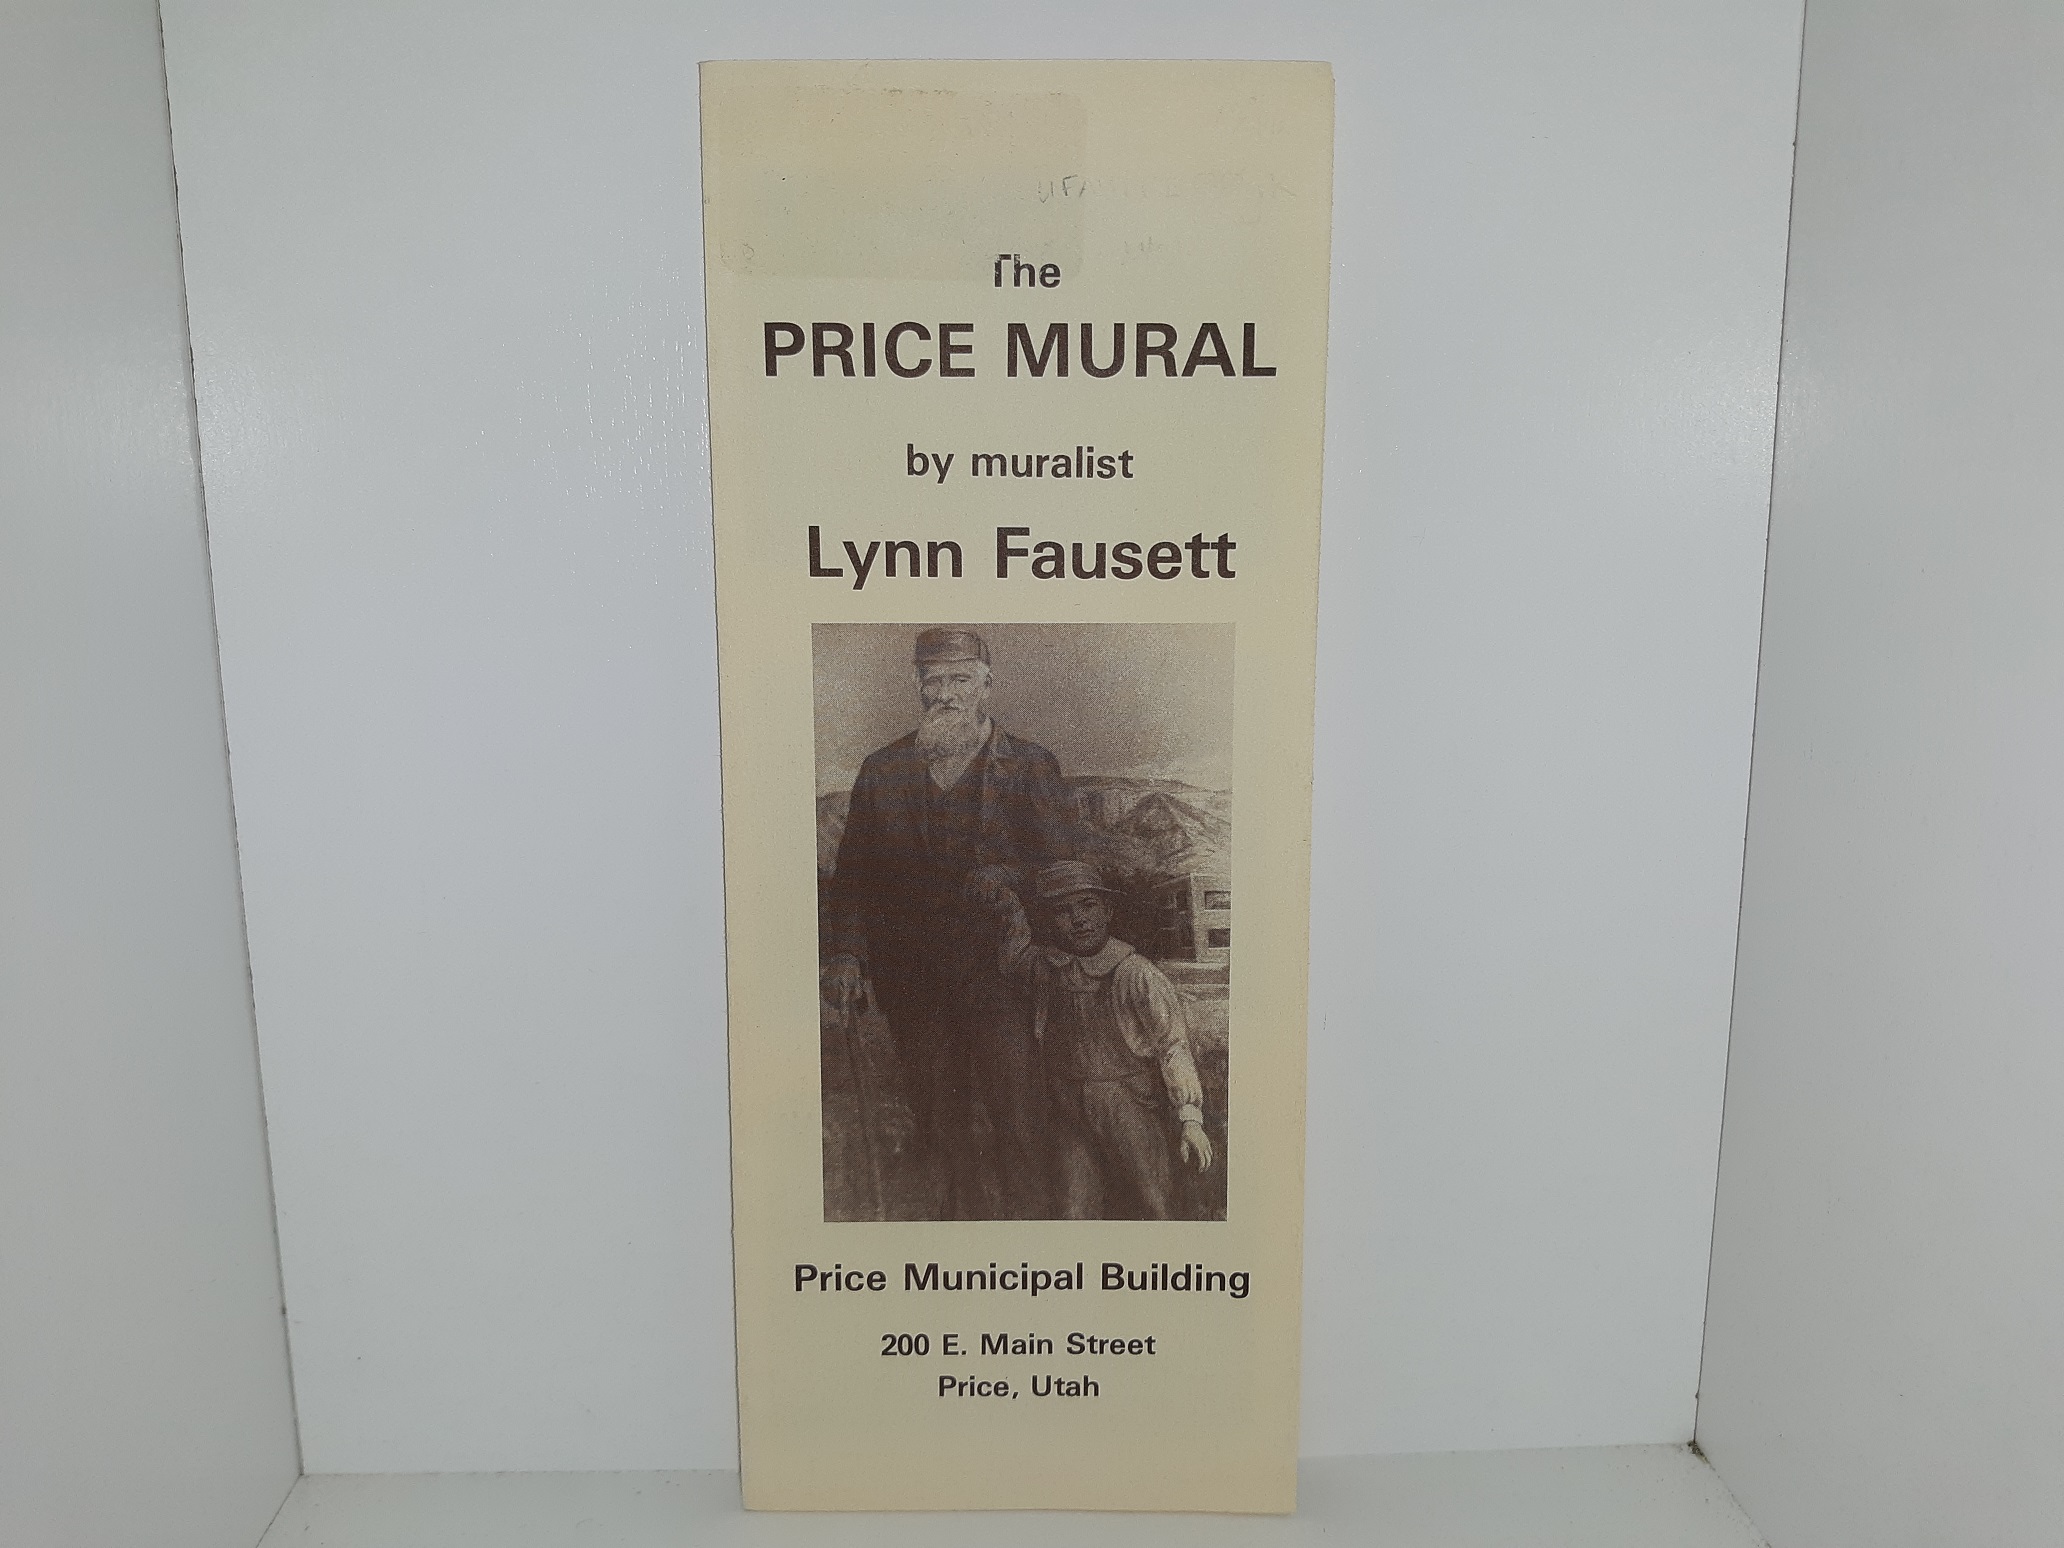 The
PRICE MURAL
by muralist
Lynn Fausett
Price Municipal Building
200 E. Main Street
Price, Utah